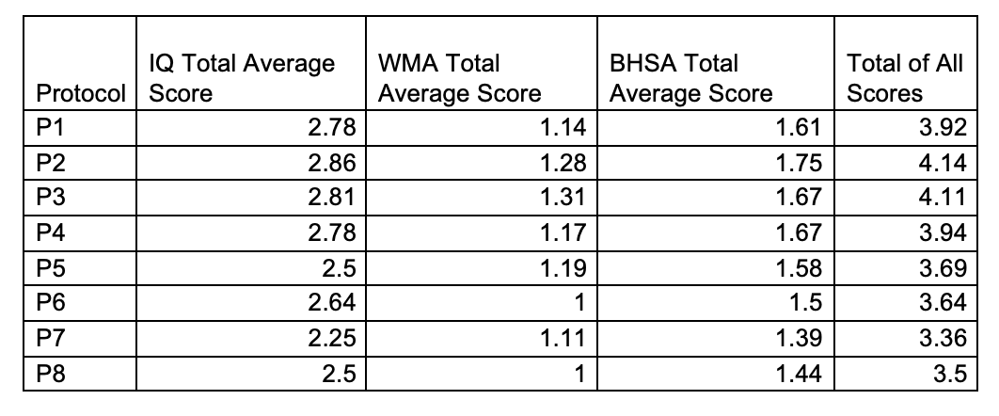 Protocol IQ Total Average Score WMA Total Average Score BHSA Total Average Score Total of All Scores
P1 2.78 1.14 1.61 3.92
P2 2.86 1.28 1.75 4.14
P3 2.81 1.31 1.67 4.11
P4 2.78 1.17 1.67 3.94
P5 2.5 1.19 1.58 3.69
P6 2.64 1 1.5 3.64
P7 2.25 1.11 1.39 3.36
P8 2.5 1 1.44 3.5